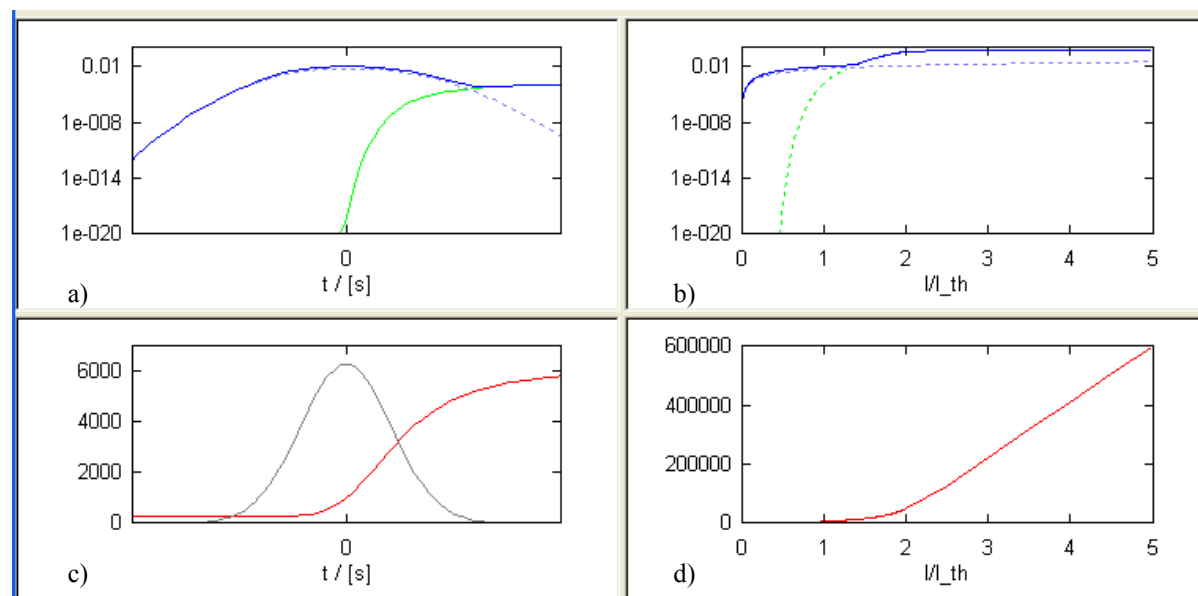 0.01
1e-008
1e-014
1e-020
0
t / [s]
a)
0.01
1e-008
1e-014
1e-020
0 1 2 3 4 5
I/I_th
b)
6000
4000
2000
0
0
t / [s]
c)
600000
400000
200000
0
0 1 2 3 4 5
I/I_th
d)